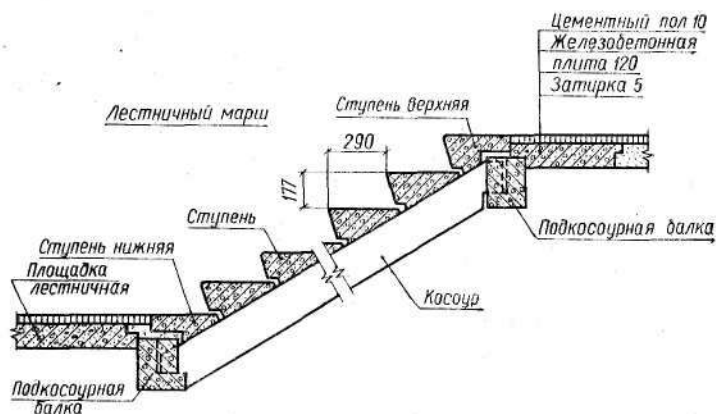 Цементный пол 10
Железобетонная
плита 120
Затирка 5
Лестничный марш
Ступень верхняя
290
177
Ступень
Подкосоурная балка
Ступень нижняя
Площадка
лестничная
Косоур
Подкосоурная
балка